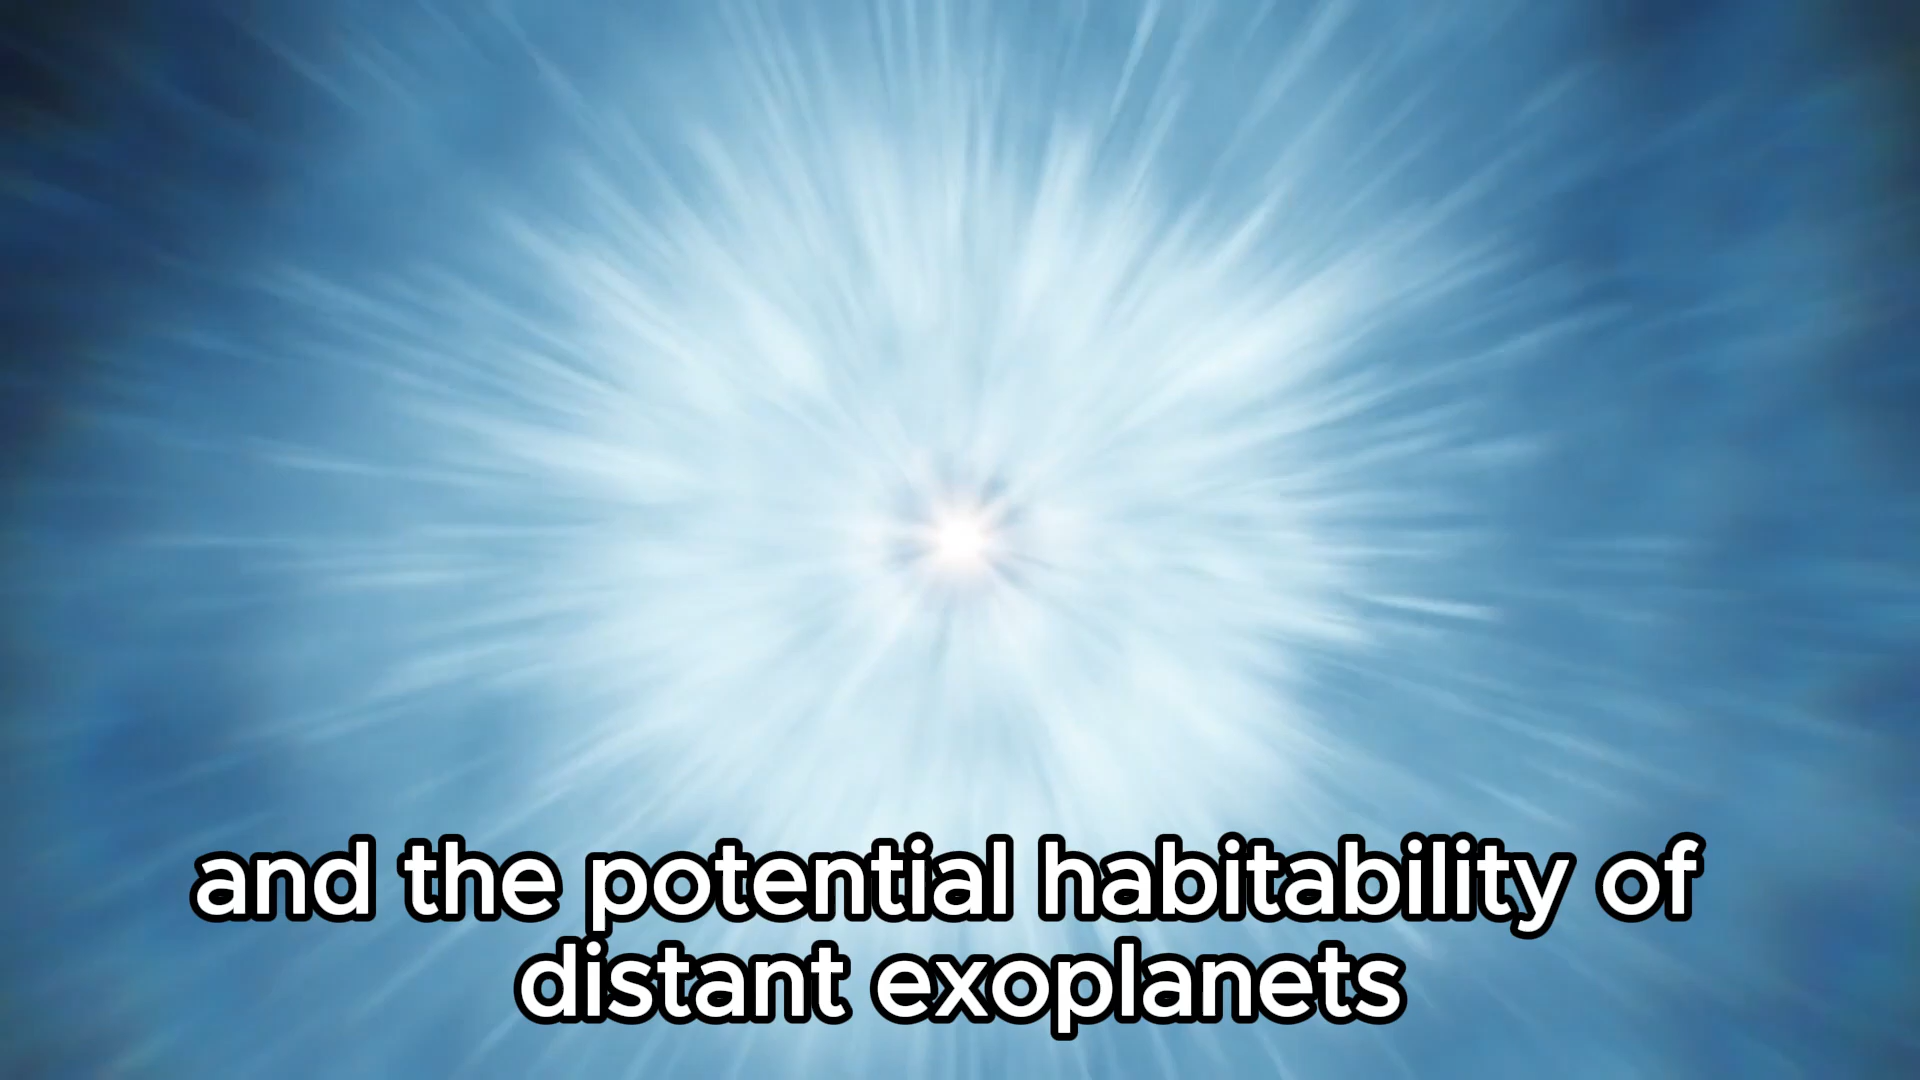 and the potential habitability of
distant exoplanets